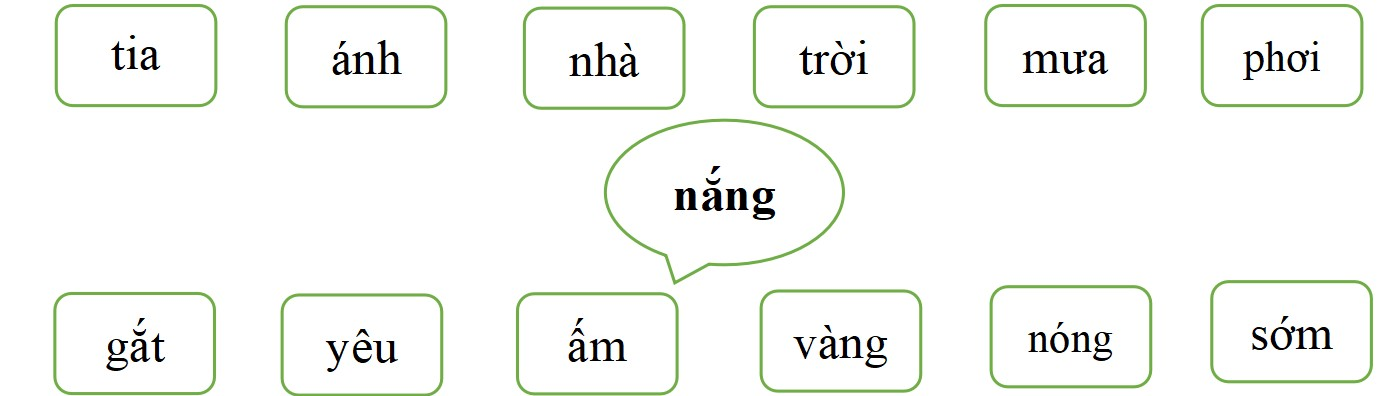 tia ánh nhà trời mưa phơi
nắng
gắt yêu ấm vàng nóng sớm